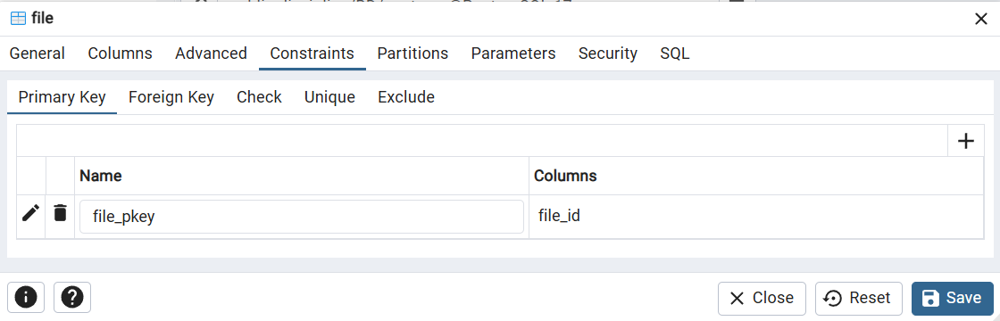 file
General Columns Advanced Constraints Partitions Parameters Security SQL
Primary Key Foreign Key Check Unique Exclude
Name Columns
file_pkey file_id
Close Reset Save